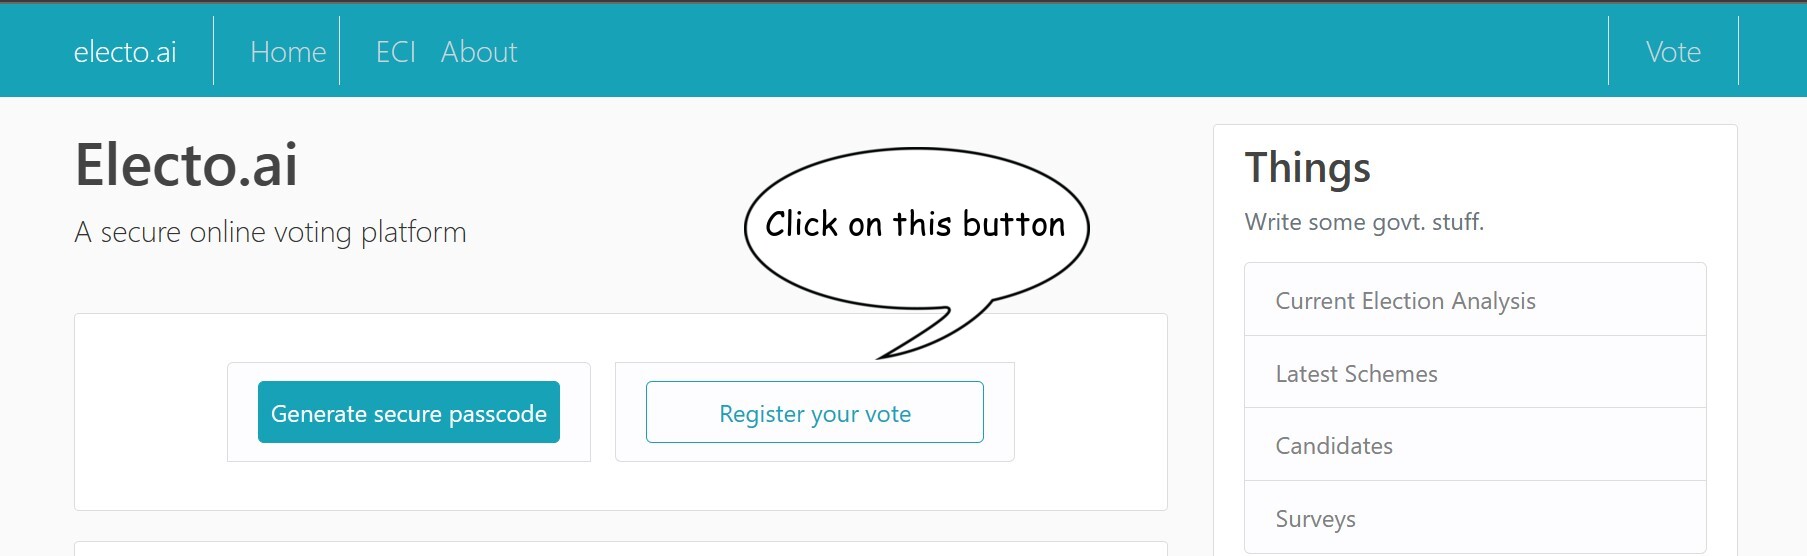 electo.ai Home ECI About Vote
Electo.ai
A secure online voting platform
Click on this button
Generate secure passcode
Register your vote
Things
Write some govt. stuff.
Current Election Analysis
Latest Schemes
Candidates
Surveys